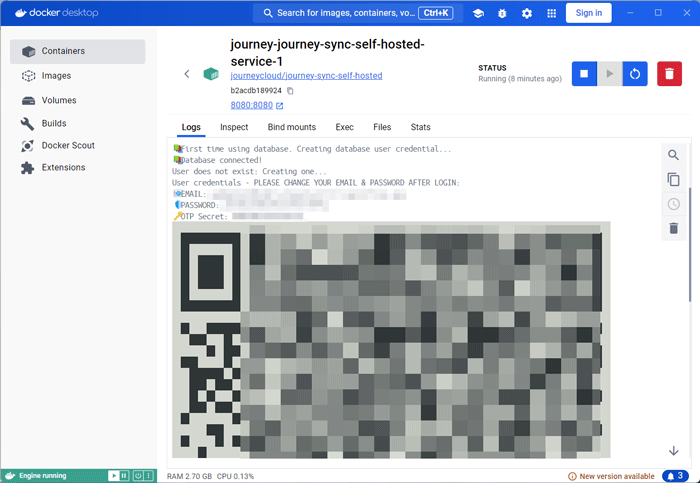 docker desktop
Search for images, containers, vo... Ctrl+K
Sign in
Containers
Images
Volumes
Builds
Docker Scout
Extensions
journey-journey-sync-self-hosted-
service-1
journeycloud/journey-sync-self-hosted
b2acdb189924
8080:8080
STATUS
Running (8 minutes ago)
Logs Inspect Bind mounts Exec Files Stats
First time using database. Creating database user credential...
Database connected!
User does not exist: Creating one...
User credentials - PLEASE CHANGE YOUR EMAIL & PASSWORD AFTER LOGIN:
EMAIL:
PASSWORD:
OTP Secret:
Engine running
RAM 2.70 GB CPU 0.13%
New version available
3